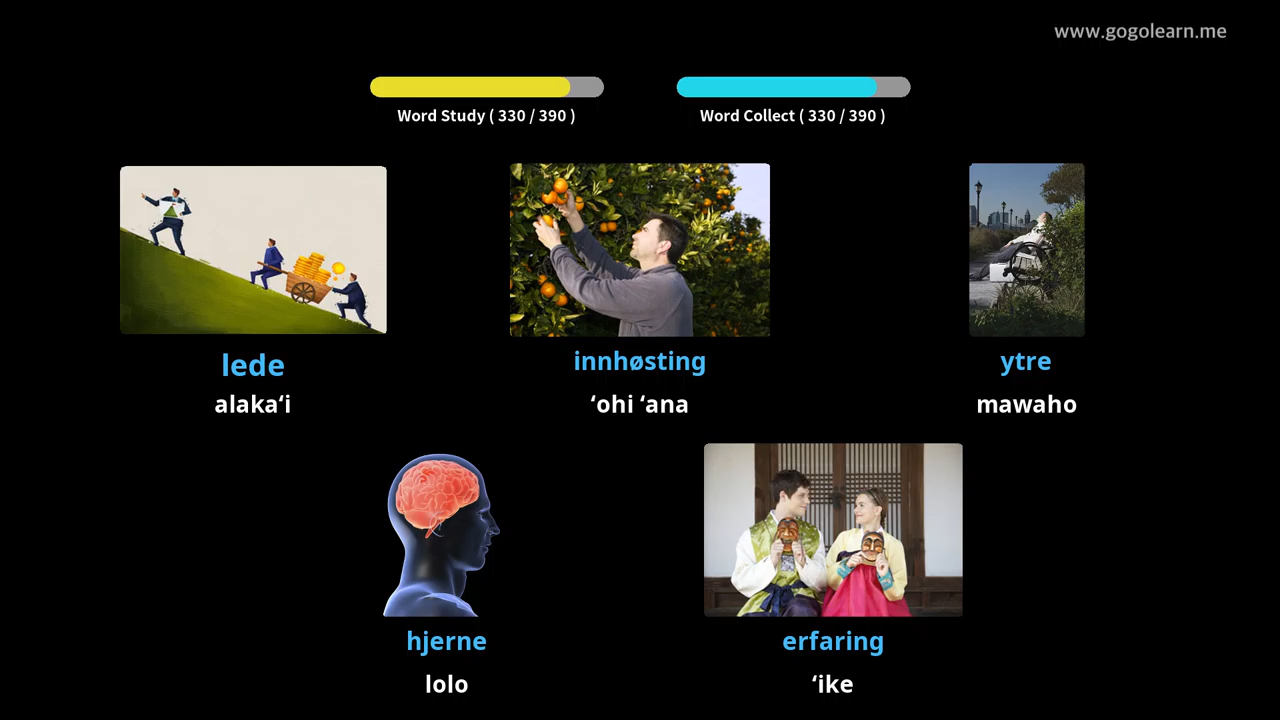 www.gogolearn.me
Word Study ( 330 / 390 )
Word Collect ( 330 / 390 )
lede
alakaʻi
innhøsting
ʻohi ʻana
ytre
mawaho
hjerne
lolo
erfaring
ʻike